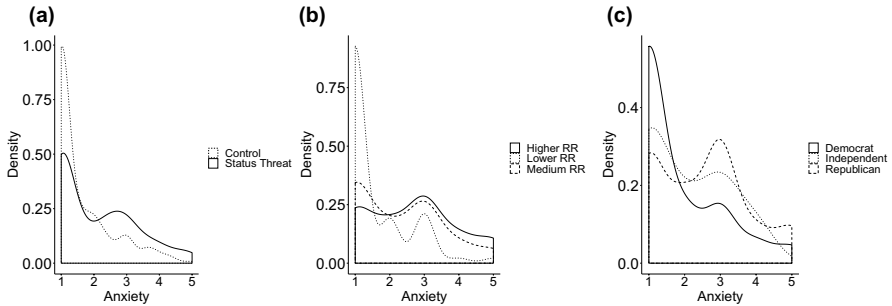 (a)
Density
1.00
0.75
0.50
0.25
0.00
1 2 3 4 5
Anxiety
Control
Status Threat
(b)
Density
0.75
0.50
0.25
0.00
1 2 3 4 5
Anxiety
Higher RR
Lower RR
Medium RR
(c)
Density
0.4
0.2
0.0
1 2 3 4 5
Anxiety
Democrat
Independent
Republican